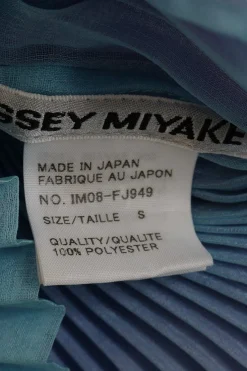 SSEY MIYAKE
MADE IN JAPAN
FABRIQUE AU JAPON
NO. IM08-FJ949
SIZE/TAILLE S
QUALITY/QUALITE
100% POLYESTER